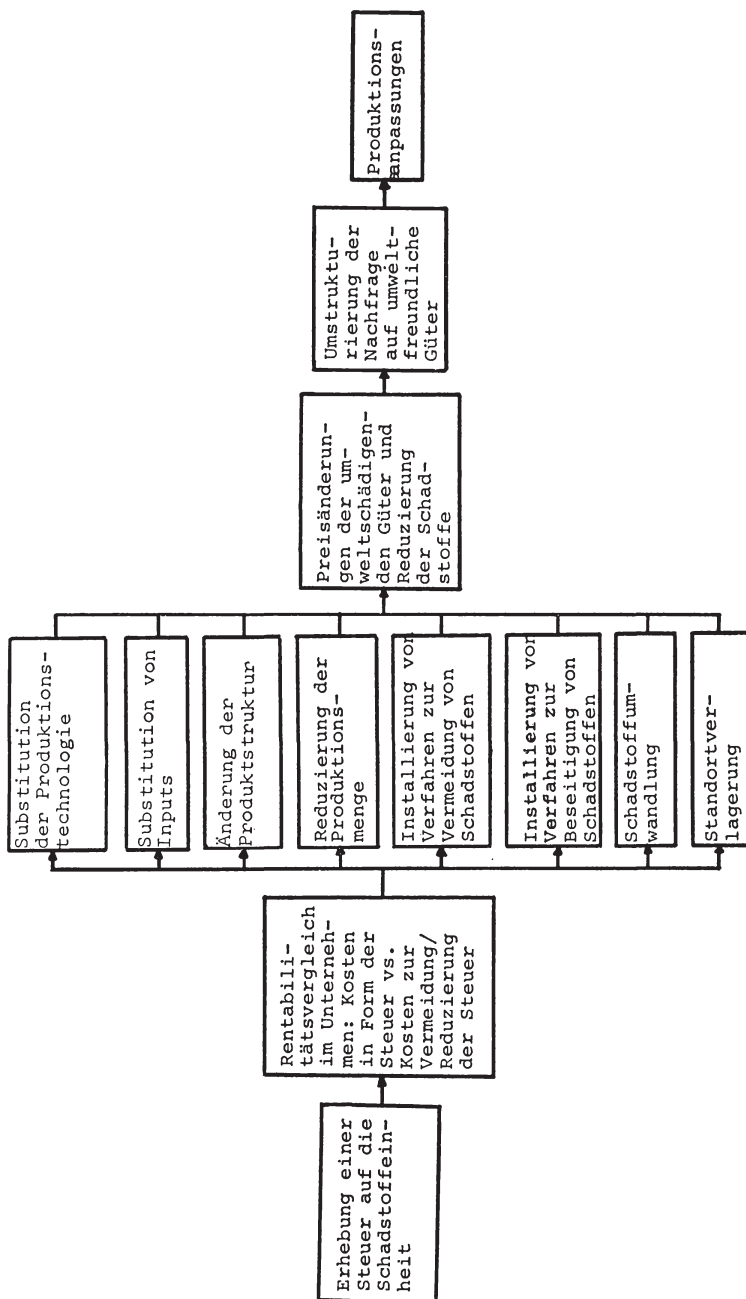 Erhebung einer
Steuer auf die
Schadstoffein-
heit
Rentabili-
tätsvergleich
im Unterneh-
men: Kosten
in Form der
Steuer vs.
Kosten zur
Vermeidung/
Reduzierung
der Steuer
Substitution
der Produktions-
technologie
Substitution von
Inputs
Änderung der
Produktstruktur
Reduzierung der
Produktions-
menge
Installierung von
Verfahren zur
Vermeidung von
Schadstoffen
Installierung von
Verfahren zur
Beseitigung von
Schadstoffen
Schadstoffum-
wandlung
Standortver-
lagerung
Preisänderun-
gen der um-
weltschädigen-
den Güter und
Reduzierung
der Schad-
stoffe
Umstruktu-
rierung der
Nachfrage
auf umwelt-
freundliche
Güter
Produktions-
anpassungen